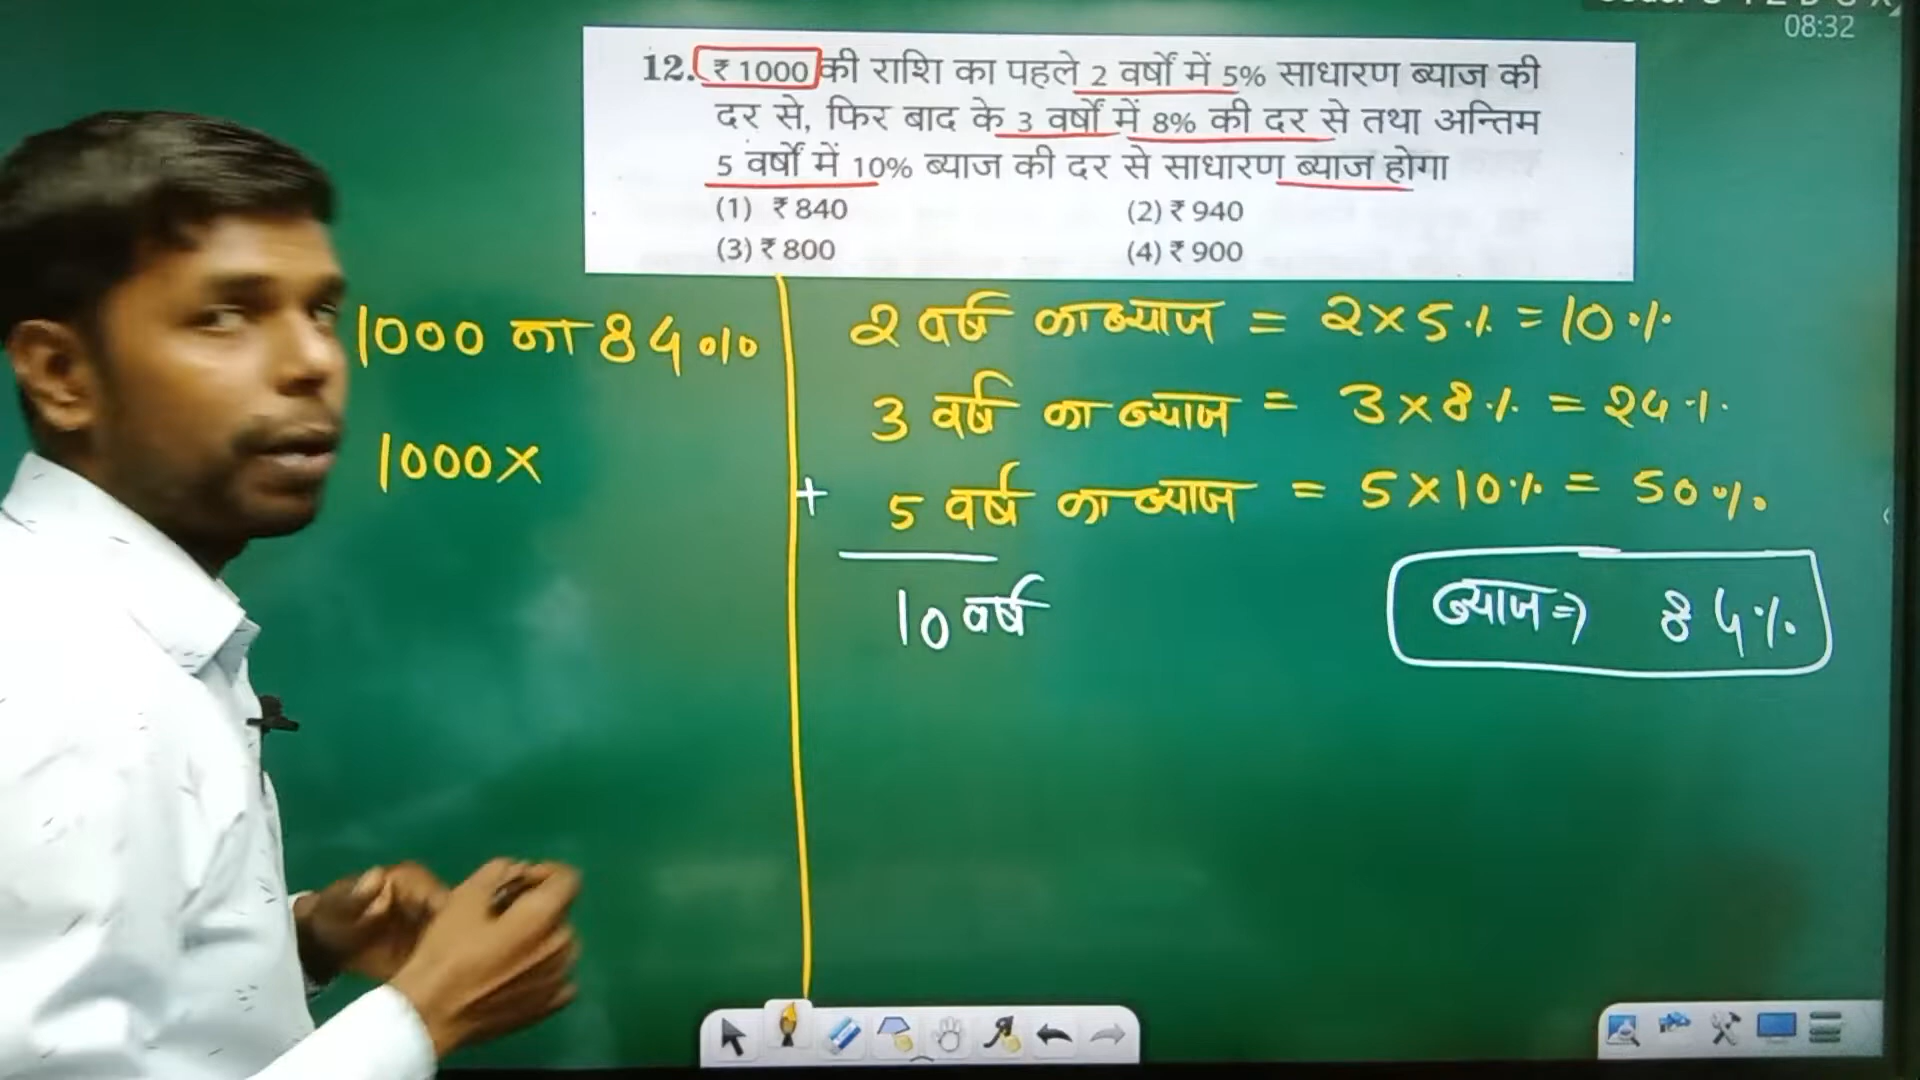 08:32
12. ₹ 1000 की राशि का पहले 2 वर्षों में 5% साधारण ब्याज की
दर से, फिर बाद के 3 वर्षों में 8% की दर से तथा अन्तिम
5 वर्षों में 10% ब्याज की दर से साधारण ब्याज होगा
(1) ₹ 840 (2) ₹ 940
(3) ₹ 800 (4) ₹ 900
1000 का 84%
1000 ×
2 वर्ष का ब्याज = 2 × 5% = 10%
3 वर्ष का ब्याज = 3 × 8% = 24%
+ 5 वर्ष का ब्याज = 5 × 10% = 50%
10 वर्ष
ब्याज ⇒ 84%